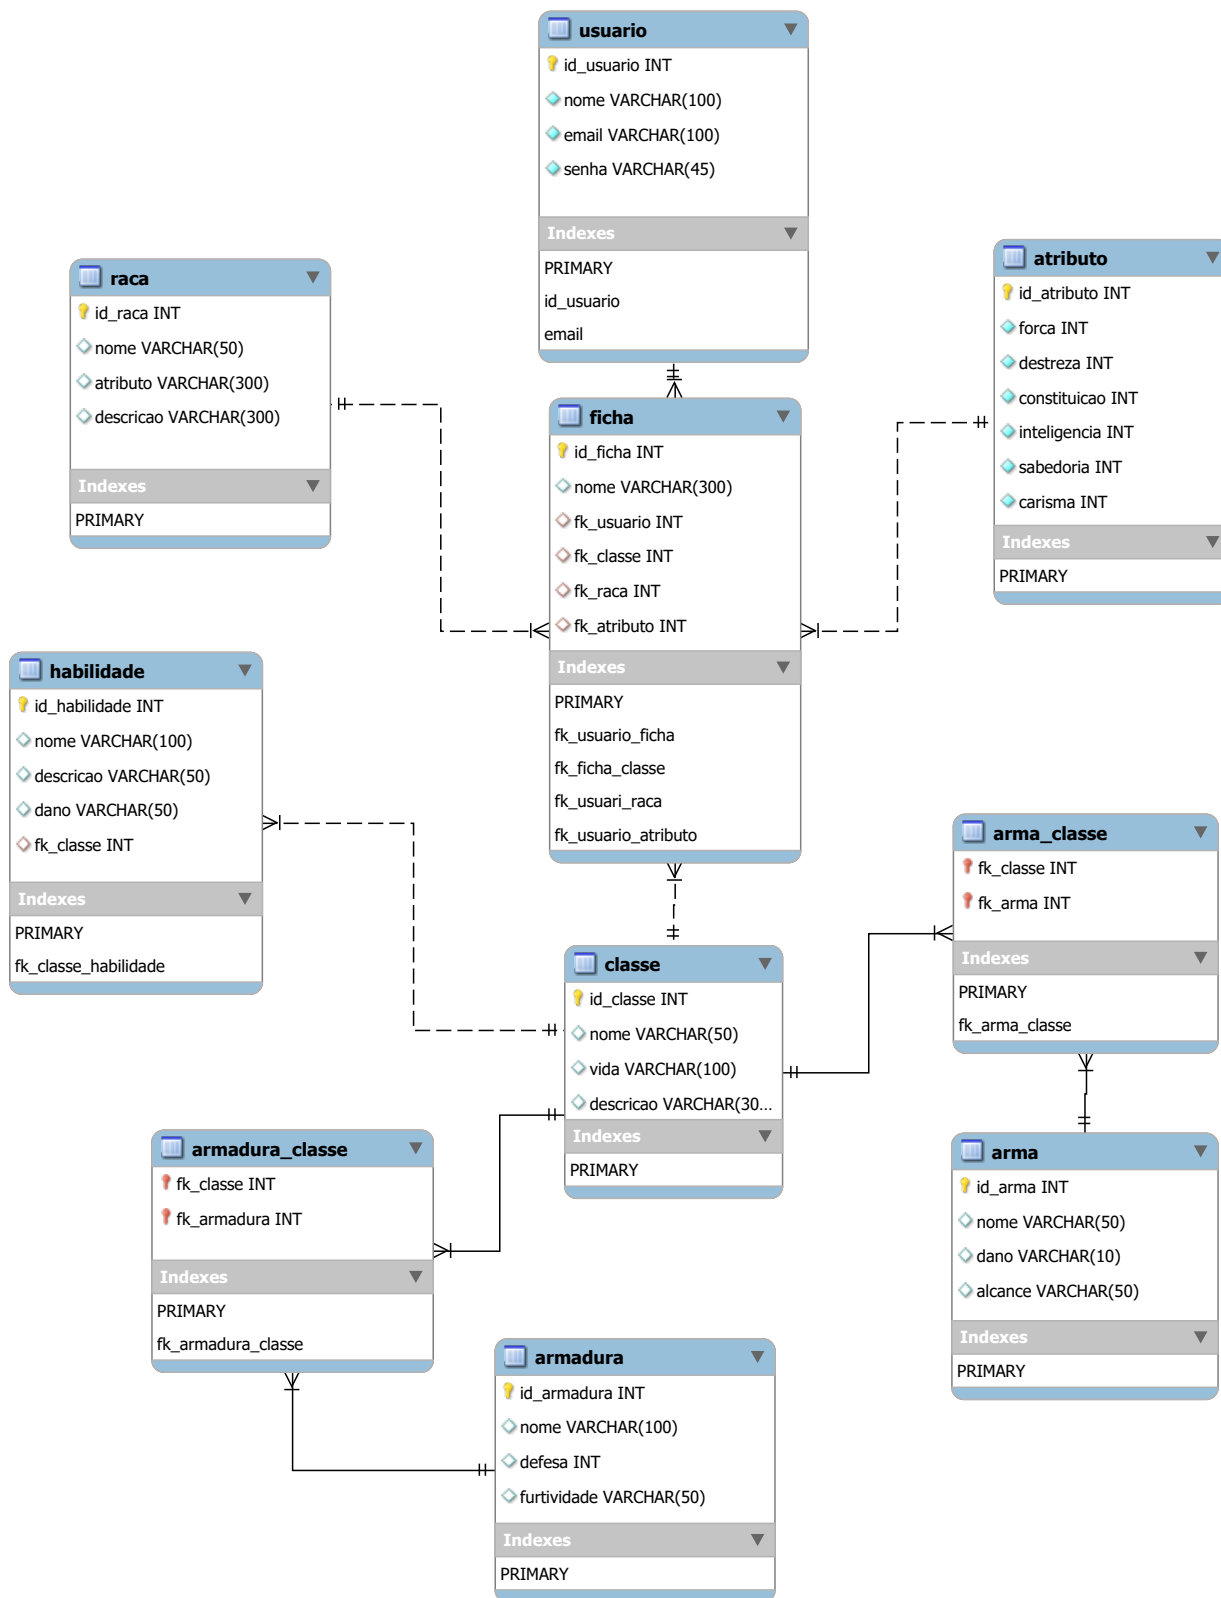 usuario
id_usuario INT
nome VARCHAR(100)
email VARCHAR(100)
senha VARCHAR(45)
Indexes
PRIMARY
id_usuario
email
raca
id_raca INT
nome VARCHAR(50)
atributo VARCHAR(300)
descricao VARCHAR(300)
Indexes
PRIMARY
atributo
id_atributo INT
forca INT
destreza INT
constituicao INT
inteligencia INT
sabedoria INT
carisma INT
Indexes
PRIMARY
ficha
id_ficha INT
nome VARCHAR(300)
fk_usuario INT
fk_classe INT
fk_raca INT
fk_atributo INT
Indexes
PRIMARY
fk_usuario_ficha
fk_ficha_classe
fk_usuari_raca
fk_usuario_atributo
habilidade
id_habilidade INT
nome VARCHAR(100)
descricao VARCHAR(50)
dano VARCHAR(50)
fk_classe INT
Indexes
PRIMARY
fk_classe_habilidade
arma_classe
fk_classe INT
fk_arma INT
Indexes
PRIMARY
fk_arma_classe
classe
id_classe INT
nome VARCHAR(50)
vida VARCHAR(100)
descricao VARCHAR(30...
Indexes
PRIMARY
armadura_classe
fk_classe INT
fk_armadura INT
Indexes
PRIMARY
fk_armadura_classe
arma
id_arma INT
nome VARCHAR(50)
dano VARCHAR(10)
alcance VARCHAR(50)
Indexes
PRIMARY
armadura
id_armadura INT
nome VARCHAR(100)
defesa INT
furtividade VARCHAR(50)
Indexes
PRIMARY